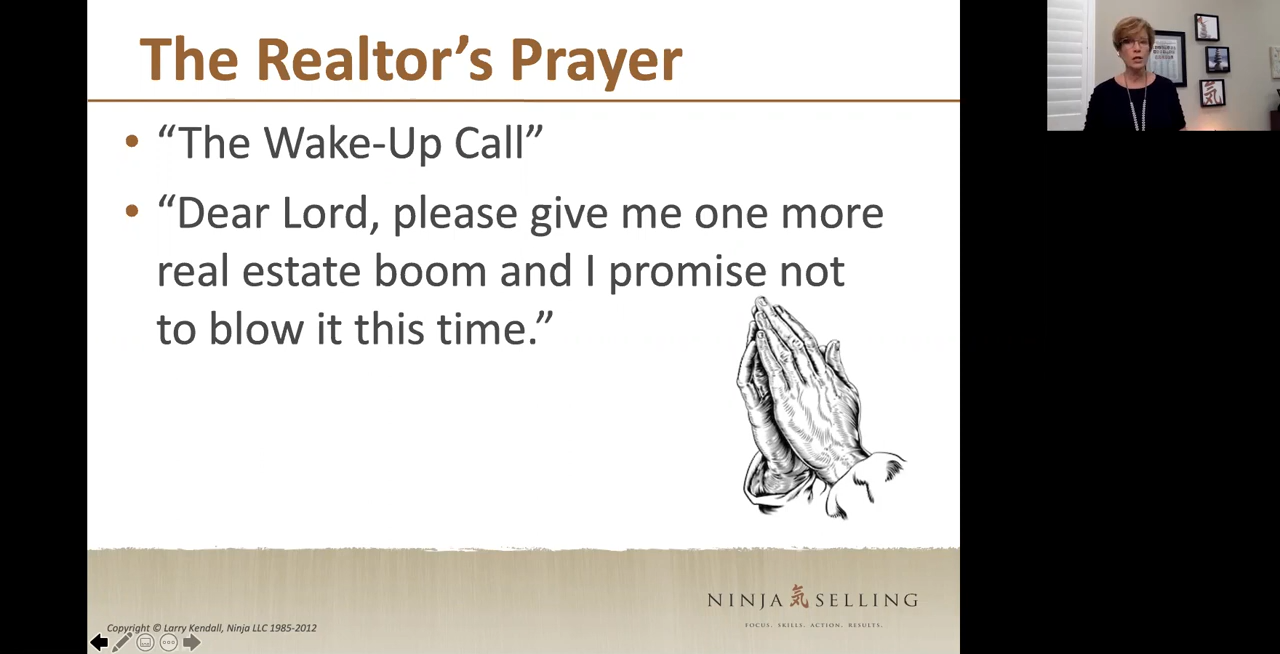 The Realtor’s Prayer
• “The Wake-Up Call”
• “Dear Lord, please give me one more
real estate boom and I promise not
to blow it this time.”
NINJA 気 SELLING
FOCUS. SKILLS. ACTION. RESULTS.
Copyright © Larry Kendall, Ninja LLC 1985-2012